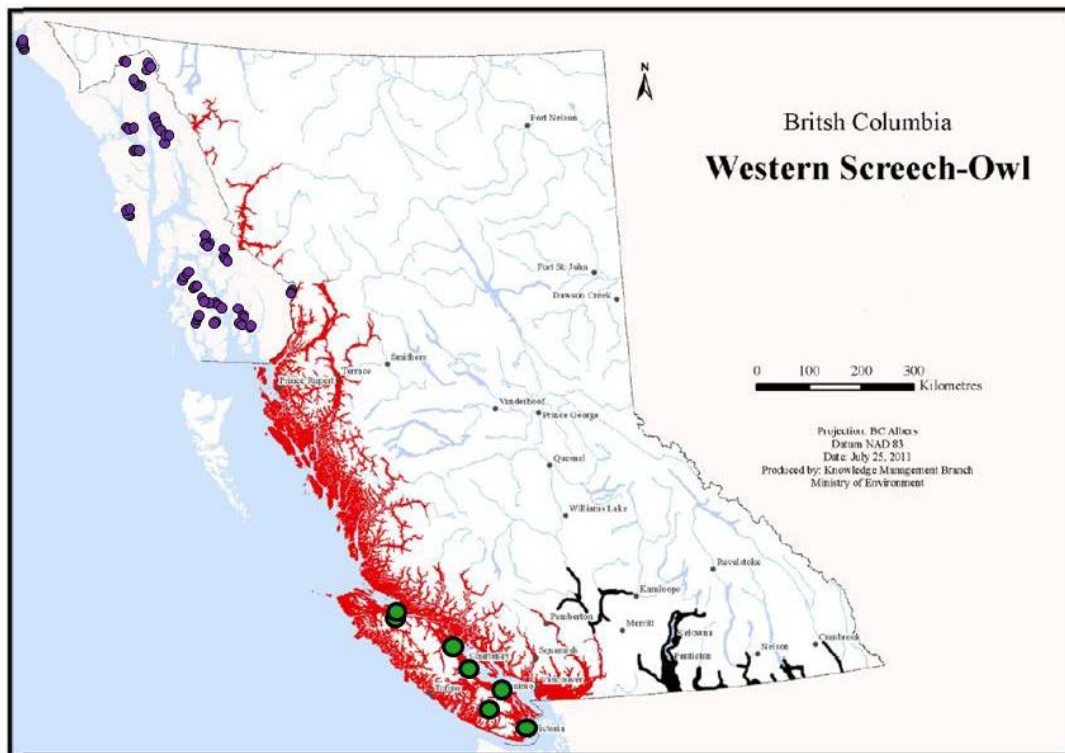 N
Britsh Columbia
Western Screech-Owl
Fort Nelson
Fort St. John
Dawson Creek
Smithers
Terrace
Prince Rupert
Vanderhoof
Prince George
Quesnel
Williams Lake
Revelstoke
Kamloops
Pemberton
Merritt
Kelowna
Cranbrook
Nelson
Penticton
Squamish
Courtenay
Vancouver
Tofino
0 100 200 300
Kilometres
Projection: BC Albers
Datum NAD 83
Date: July 25, 2011
Produced by: Knowledge Management Branch
Ministry of Environment